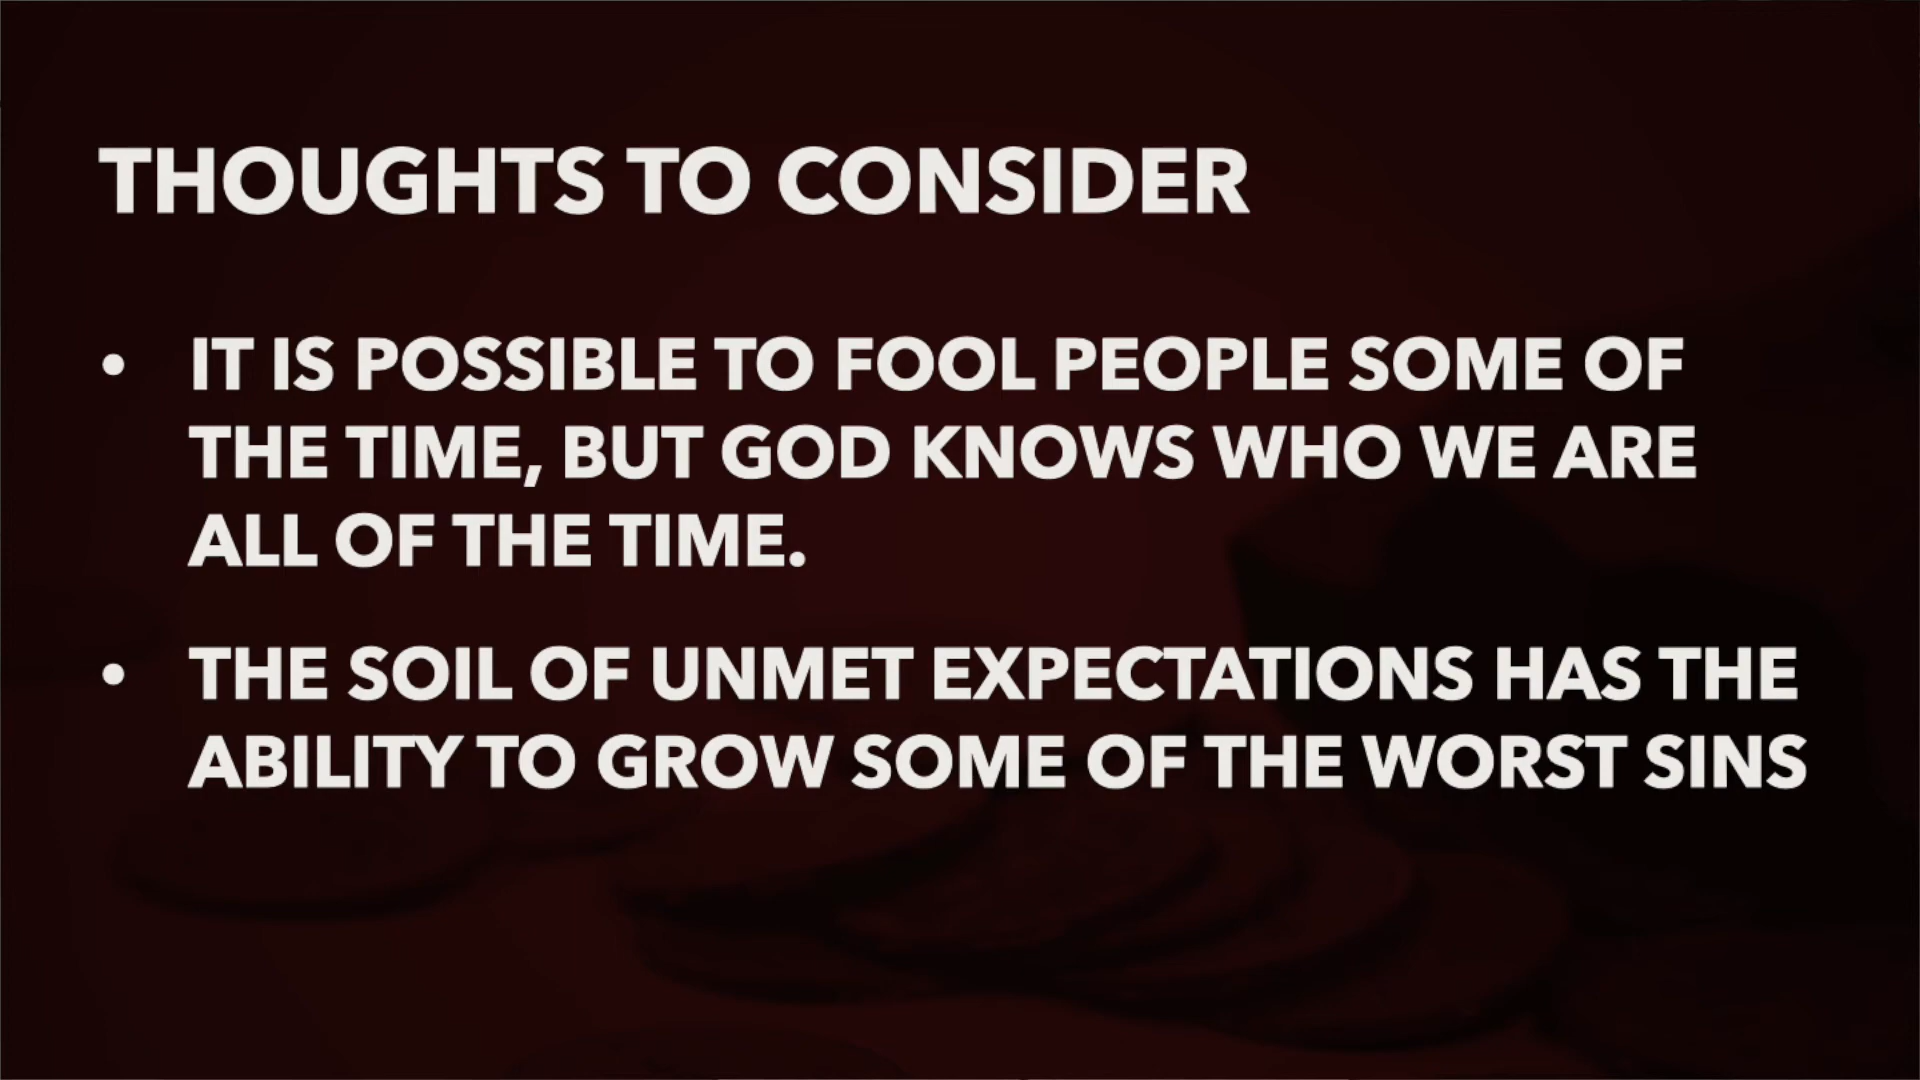 THOUGHTS TO CONSIDER
• IT IS POSSIBLE TO FOOL PEOPLE SOME OF
THE TIME, BUT GOD KNOWS WHO WE ARE
ALL OF THE TIME.
• THE SOIL OF UNMET EXPECTATIONS HAS THE
ABILITY TO GROW SOME OF THE WORST SINS